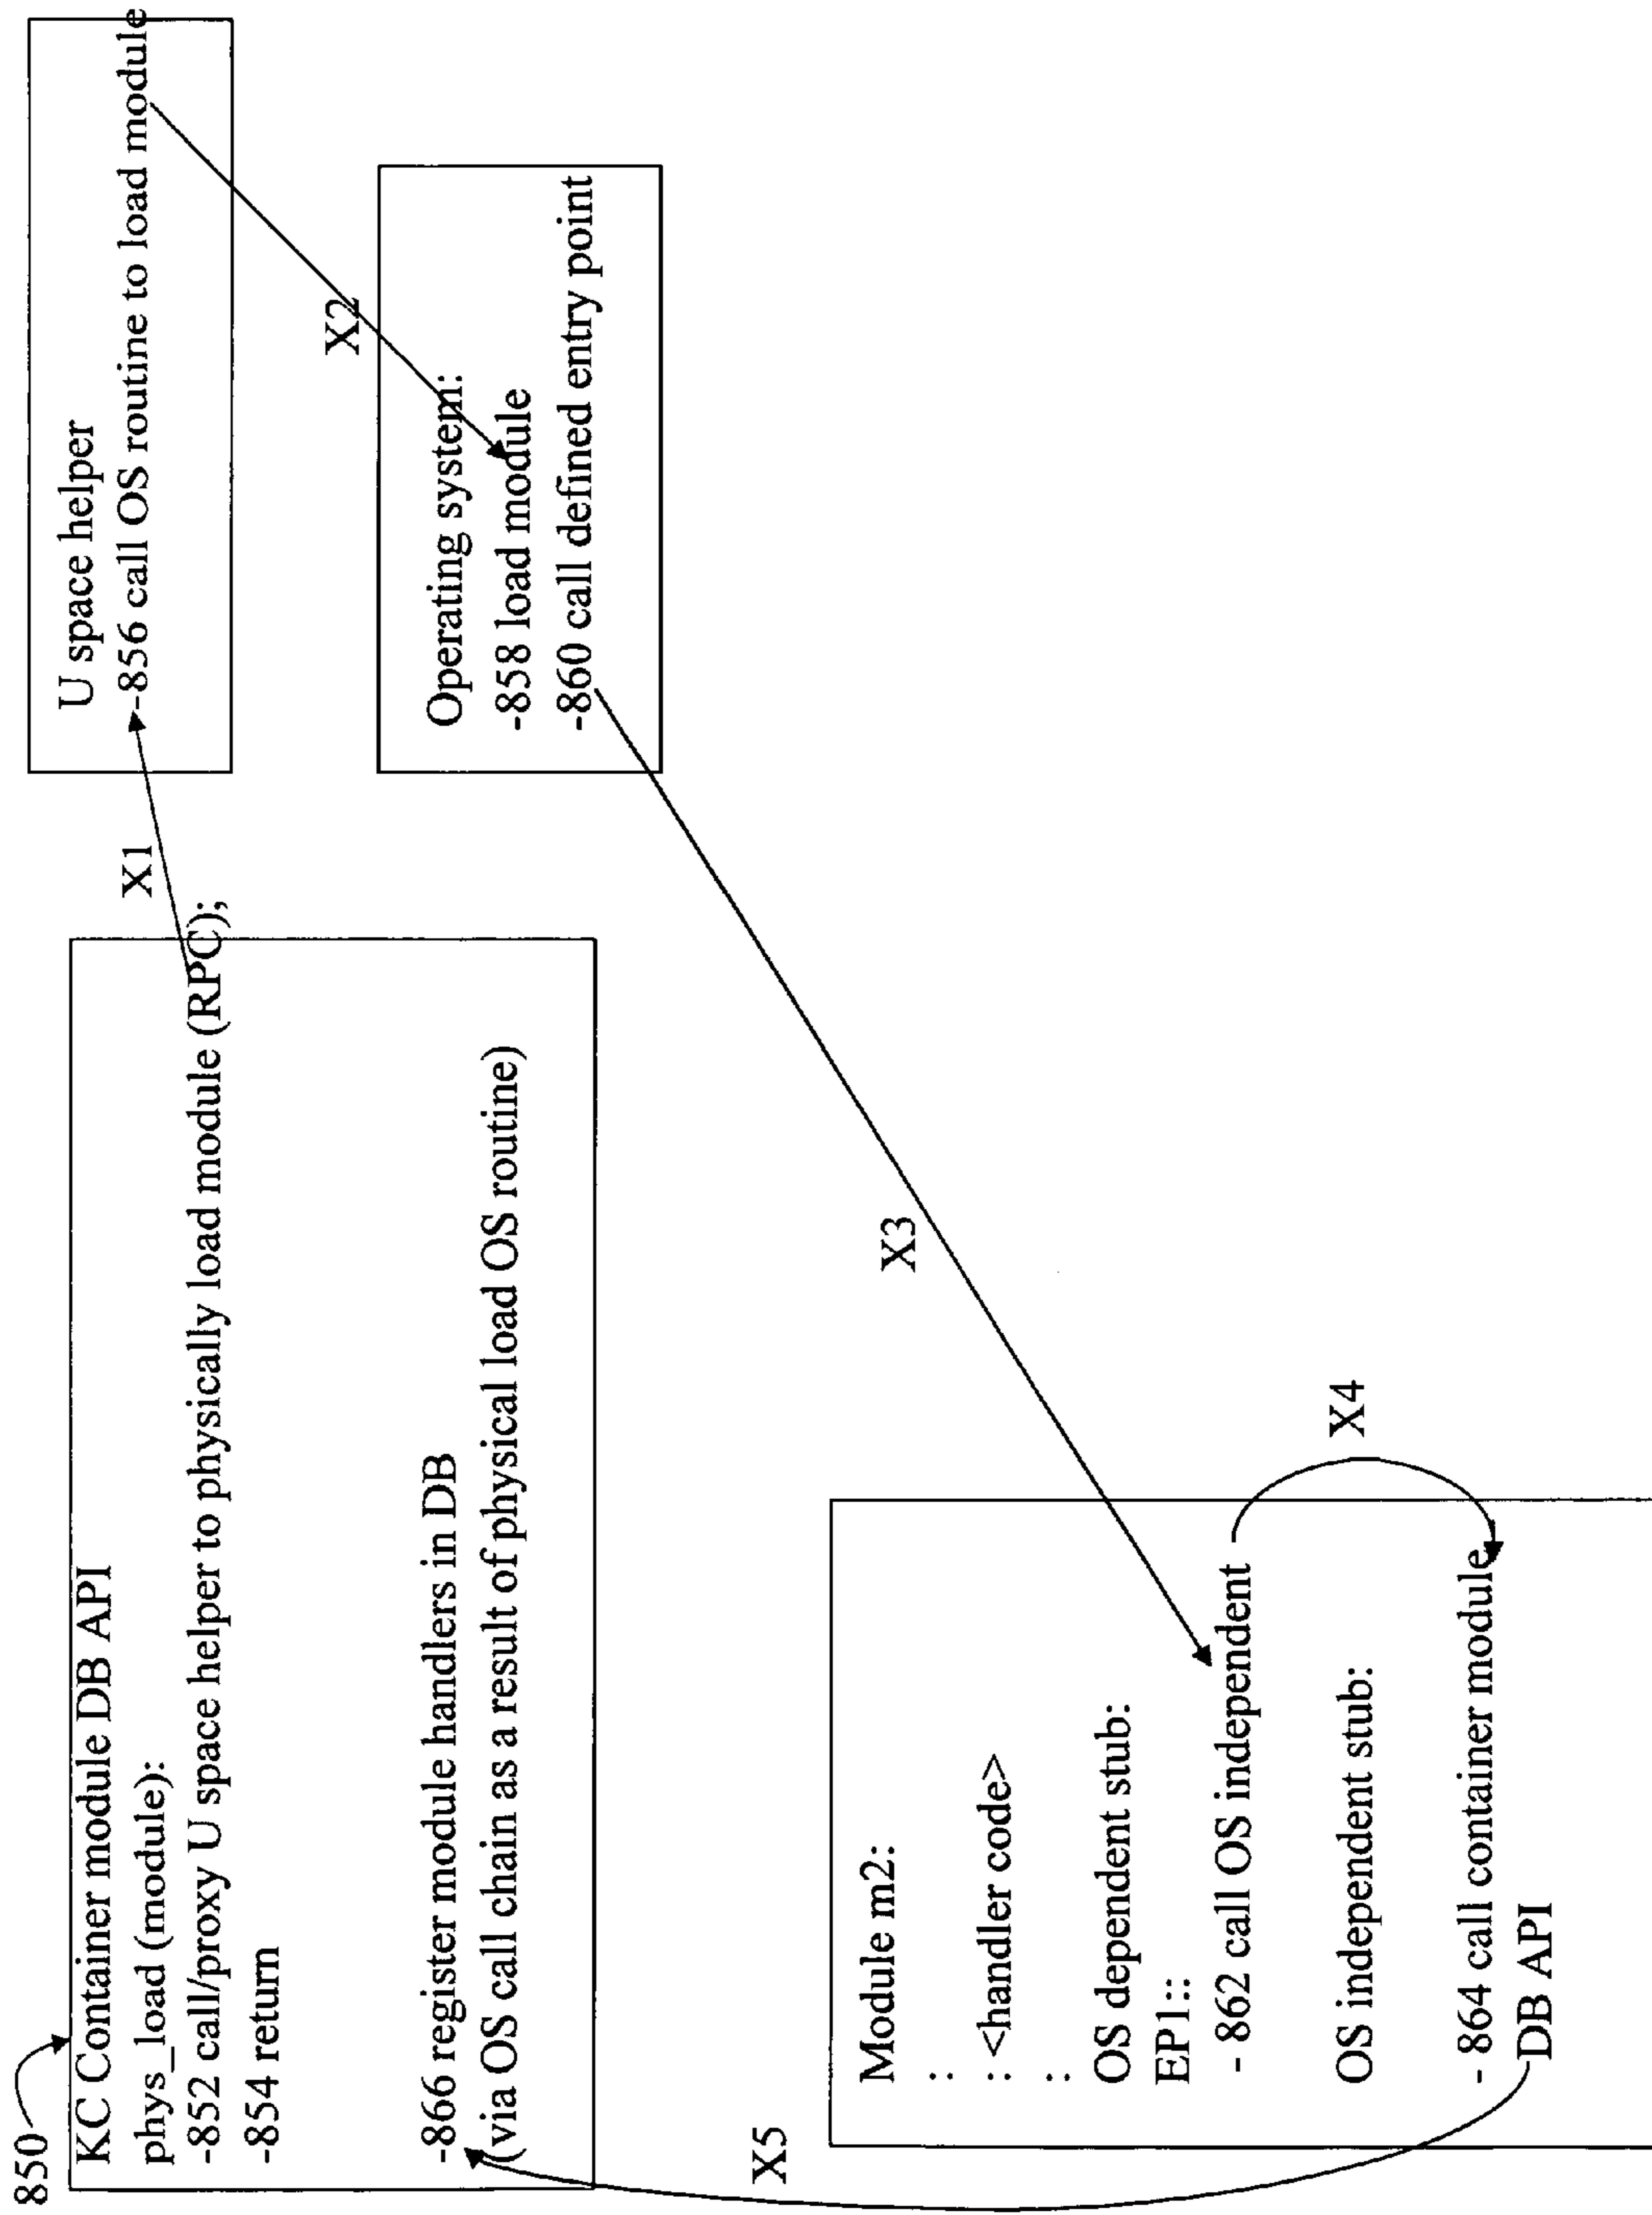 850
KC Container module DB API
phys_load (module):
-852 call/proxy U space helper to physically load module (RPC);
-854 return
-866 register module handlers in DB
(via OS call chain as a result of physical load OS routine)
X1
U space helper
-856 call OS routine to load module
X2
Operating system:
-858 load module
-860 call defined entry point
X3
X5
Module m2:
:
: <handler code>
:
OS dependent stub:
EP1::
- 862 call OS independent
OS independent stub:
- 864 call container module
DB API
X4